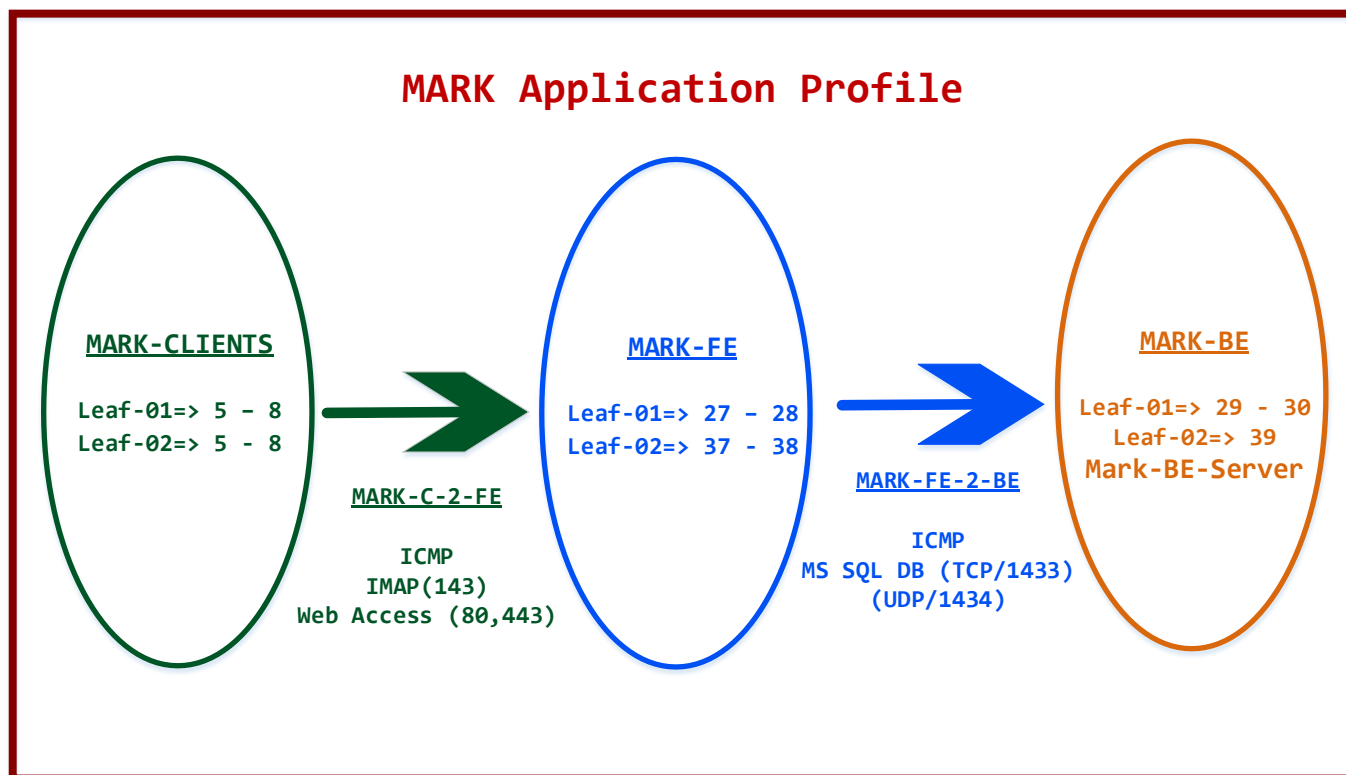 MARK Application Profile
MARK-CLIENTS
Leaf-01=> 5 – 8
Leaf-02=> 5 - 8
MARK-C-2-FE
ICMP
IMAP(143)
Web Access (80,443)
MARK-FE
Leaf-01=> 27 – 28
Leaf-02=> 37 - 38
MARK-FE-2-BE
ICMP
MS SQL DB (TCP/1433)
(UDP/1434)
MARK-BE
Leaf-01=> 29 - 30
Leaf-02=> 39
Mark-BE-Server